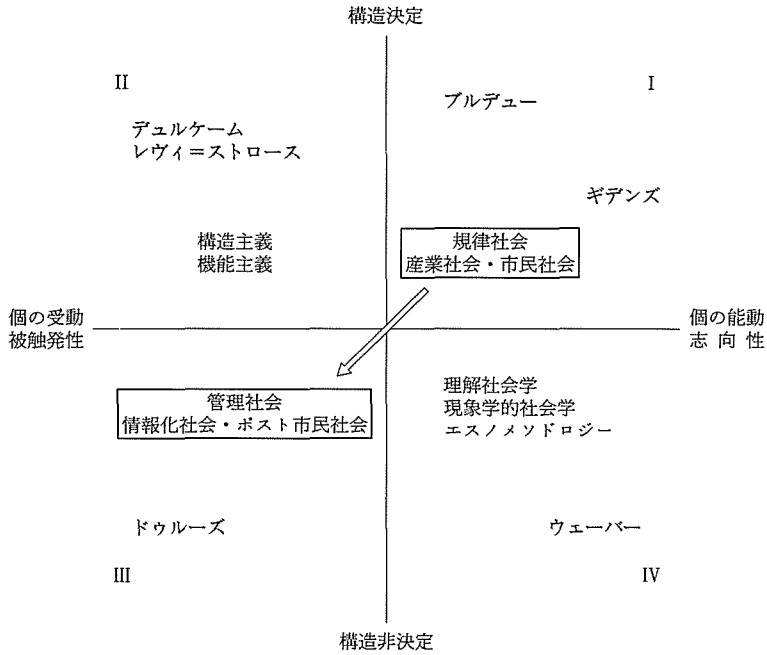 構造決定
II
I
ブルデュー
デュルケーム
レヴィ＝ストロース
ギデンズ
構造主義
機能主義
規律社会
産業社会・市民社会
個の受動
被触発性
個の能動
志向性
管理社会
情報化社会・ポスト市民社会
理解社会学
現象学的社会学
エスノメソドロジー
ドゥルーズ
ウェーバー
III
IV
構造非決定